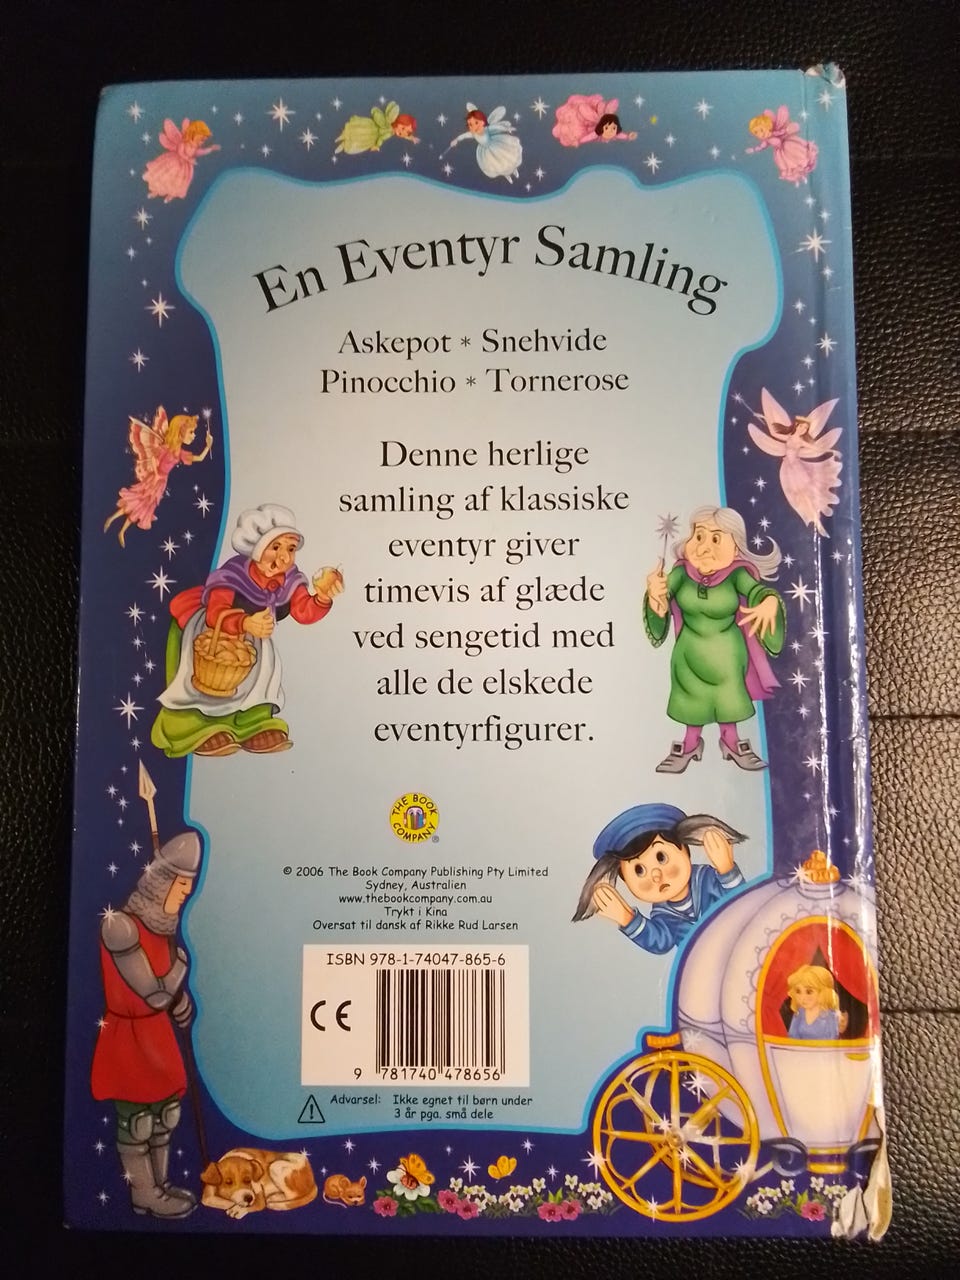 En Eventyr Samling
Askepot * Snehvide
Pinocchio * Tornerose
Denne herlige
samling af klassiske
eventyr giver
timevis af glæde
ved sengetid med
alle de elskede
eventyrfigurer.
THE BOOK
COMPANY ®
© 2006 The Book Company Publishing Pty Limited
Sydney, Australien
www.thebookcompany.com.au
Trykt i Kina
Oversat til dansk af Rikke Rud Larsen
ISBN 978-1-74047-865-6
CE
9 781740 478656
Advarsel: Ikke egnet til børn under
3 år pga. små dele